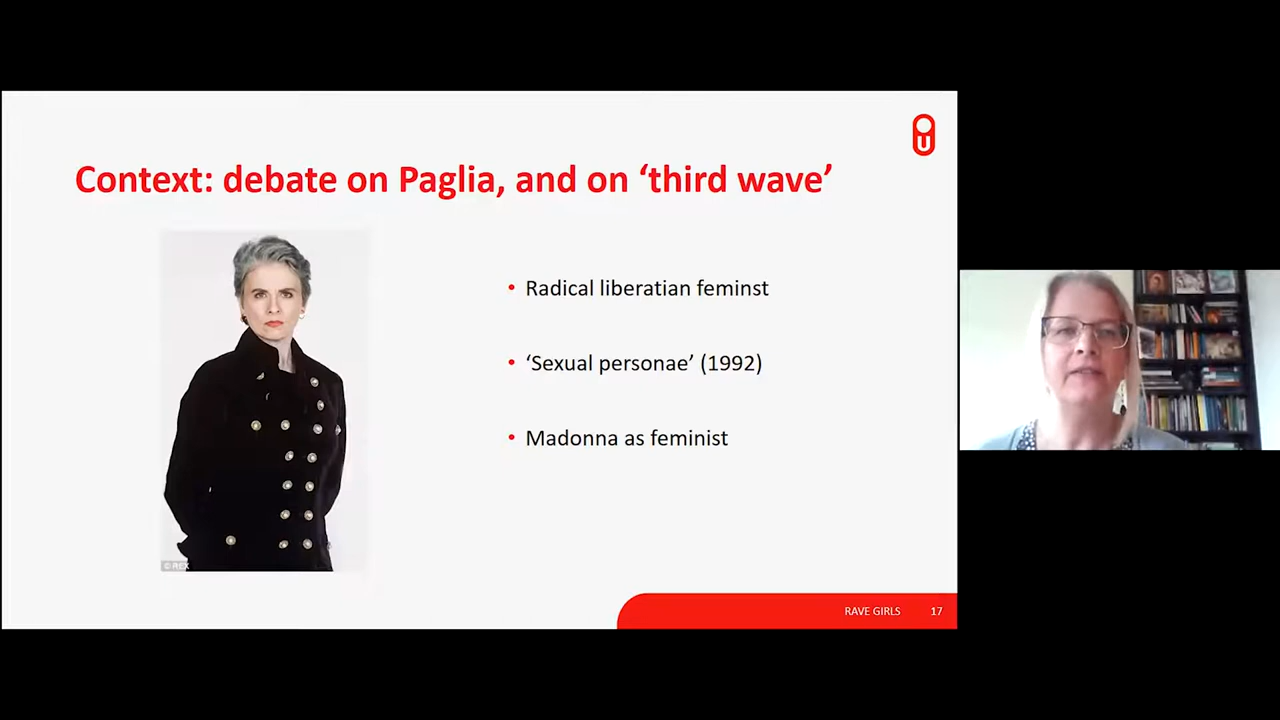 Context: debate on Paglia, and on ‘third wave’
• Radical liberatian feminst
• ‘Sexual personae’ (1992)
• Madonna as feminist
© REX
RAVE GIRLS 17